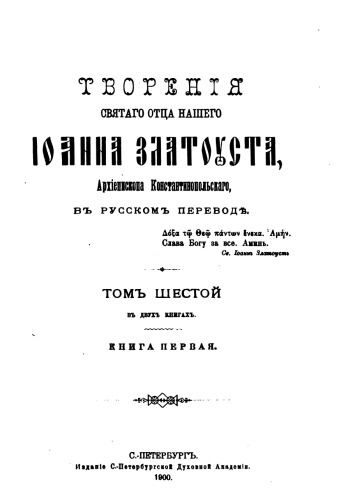 ТВОРЕНІЯ
СВЯТАГО ОТЦА НАШЕГО
ІОАННА ЗЛАТОꙊСТА,
Архіепископа Константинопольскаго,
ВЪ РУССКОМЪ ПЕРЕВОДѢ.
Δόξα τῷ Θεῷ πάντων ἕνεκα. Ἀμήν.
Слава Богу за все. Аминь.
Св. Іоаннъ Златоустъ
ТОМЪ ШЕСТОЙ
ВЪ ДВУХЪ КНИГАХЪ.
КНИГА ПЕРВАЯ.
С.-ПЕТЕРБУРГЪ.
Изданіе С.-Петербургской Духовной Академіи.
1900.